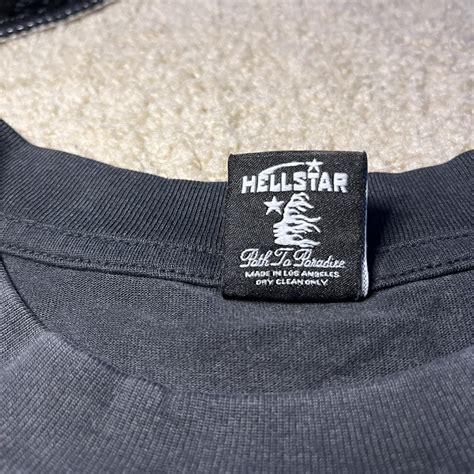 HELLSTAR
Path To Paradise
MADE IN LOS ANGELES
DRY CLEAN ONLY